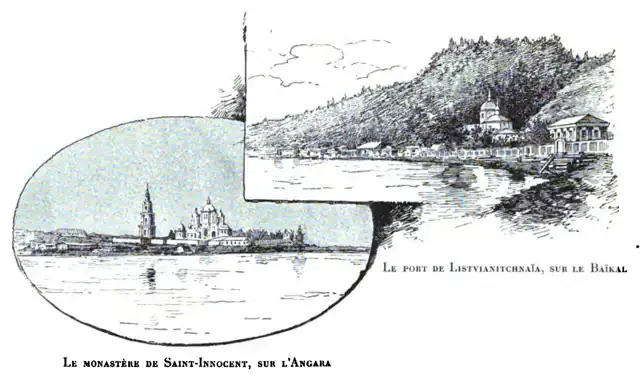 Le port de Listvianitchnaïa, sur le Baïkal
Le monastère de Saint-Innocent, sur l'Angara